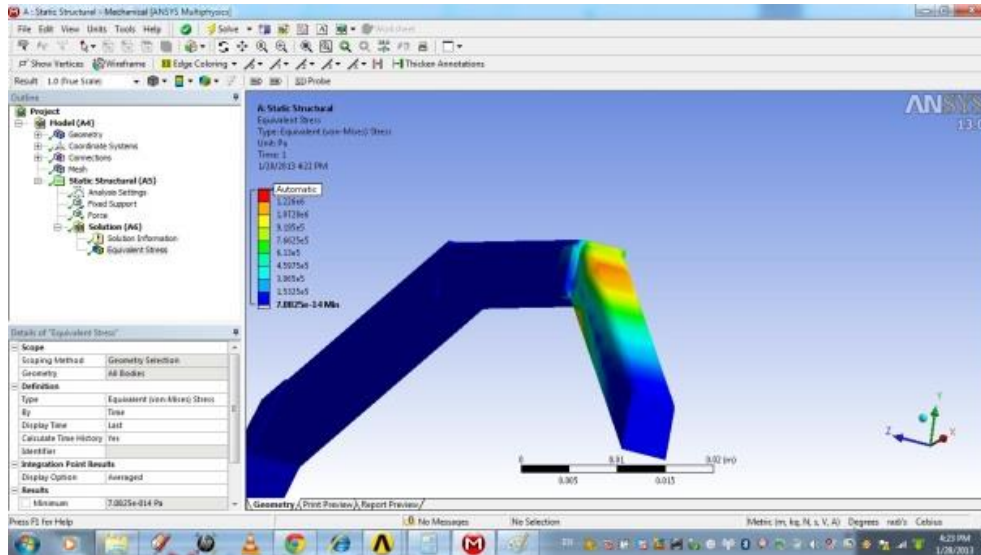 A : Static Structural - Mechanical [ANSYS Multiphysics]
File Edit View Units Tools Help Solve Worksheet
Show Vertices Wireframe Edge Coloring Thicken Annotations
Result 1.0 (True Scale) Probe
Outline
Project
Model (A4)
Geometry
Coordinate Systems
Connections
Mesh
Static Structural (A5)
Analysis Settings
Fixed Support
Force
Solution (A6)
Solution Information
Equivalent Stress
A: Static Structural
Equivalent Stress
Type: Equivalent (von-Mises) Stress
Unit: Pa
Time: 1
1/28/2013 4:22 PM
Automatic
1.226e6
1.0728e6
9.195e5
7.6625e5
6.13e5
4.5975e5
3.065e5
1.5325e5
7.0825e-14 Min
ANSYS
13.0
Details of "Equivalent Stress"
Scope
Scoping Method Geometry Selection
Geometry All Bodies
Definition
Type Equivalent (von-Mises) Stress
By Time
Display Time Last
Calculate Time History Yes
Identifier
Integration Point Results
Display Option Averaged
Results
Minimum 7.0825e-014 Pa
0 0.01 0.02 (m)
0.005 0.015
Y
Z X
Geometry Print Preview Report Preview
Press F1 for Help No Messages No Selection Metric (m, kg, N, s, V, A) Degrees rad/s Celsius
4:23 PM
1/28/2013